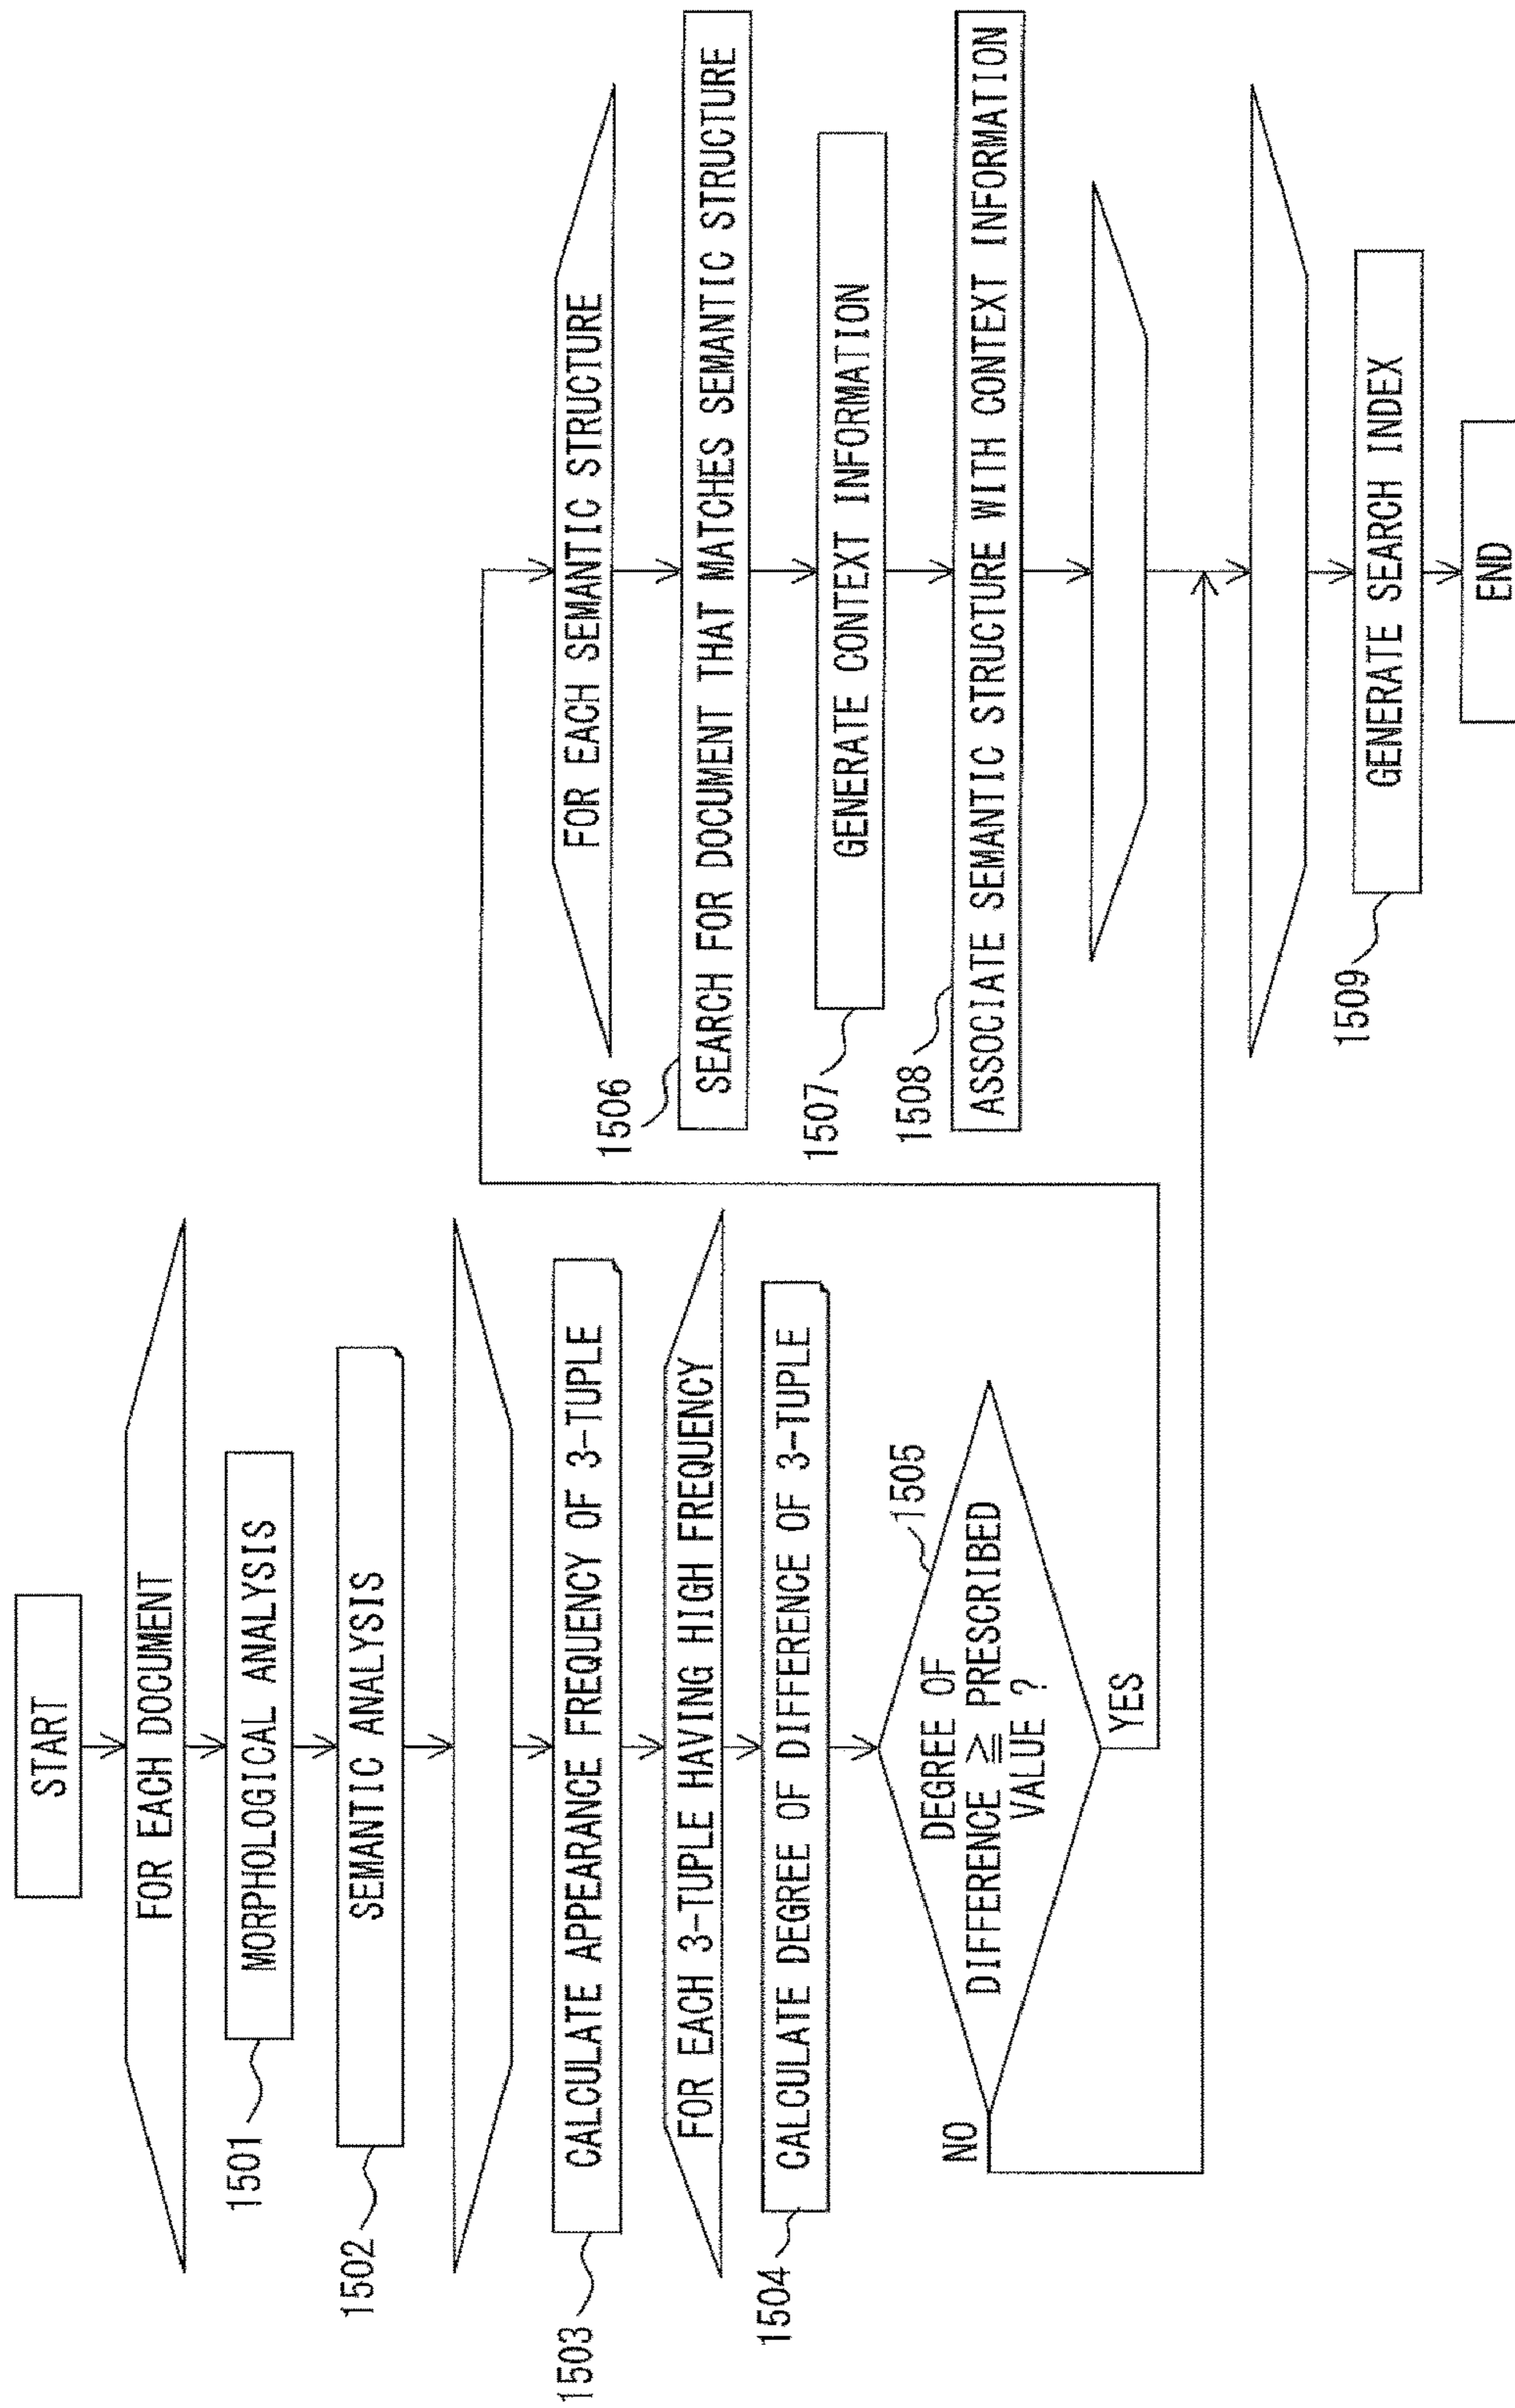 START
FOR EACH DOCUMENT
MORPHOLOGICAL ANALYSIS
1501
SEMANTIC ANALYSIS
1502
CALCULATE APPEARANCE FREQUENCY OF 3-TUPLE
1503
FOR EACH 3-TUPLE HAVING HIGH FREQUENCY
CALCULATE DEGREE OF DIFFERENCE OF 3-TUPLE
1504
DEGREE OF
DIFFERENCE ≧ PRESCRIBED
VALUE ?
1505
NO
YES
FOR EACH SEMANTIC STRUCTURE
1506
SEARCH FOR DOCUMENT THAT MATCHES SEMANTIC STRUCTURE
1507
GENERATE CONTEXT INFORMATION
1508
ASSOCIATE SEMANTIC STRUCTURE WITH CONTEXT INFORMATION
1509
GENERATE SEARCH INDEX
END